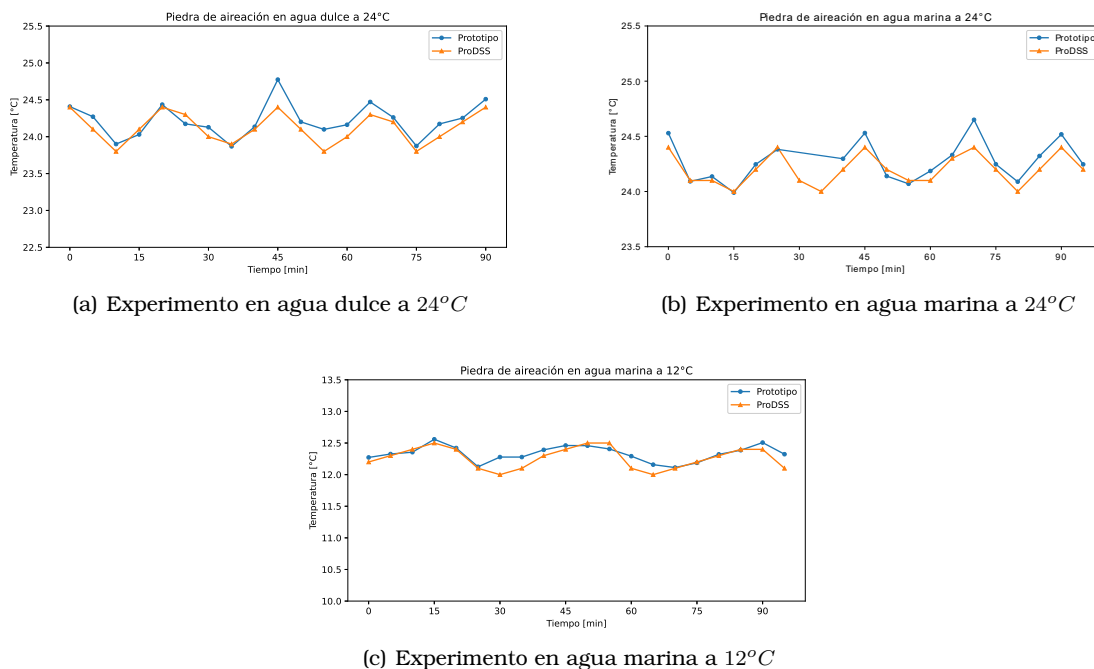 Piedra de aireación en agua dulce a 24°C
25.5
25.0
24.5
24.0
23.5
23.0
22.5
Temperatura [°C]
Prototipo
ProDSS
0 15 30 45 60 75 90
Tiempo [min]
(a) Experimento en agua dulce a 24°C
Piedra de aireación en agua marina a 24°C
25.5
25.0
24.5
24.0
23.5
Temperatura [°C]
Prototipo
ProDSS
0 15 30 45 60 75 90
Tiempo [min]
(b) Experimento en agua marina a 24°C
Piedra de aireación en agua marina a 12°C
13.5
13.0
12.5
12.0
11.5
11.0
10.5
10.0
Temperatura [°C]
Prototipo
ProDSS
0 15 30 45 60 75 90
Tiempo [min]
(c) Experimento en agua marina a 12°C